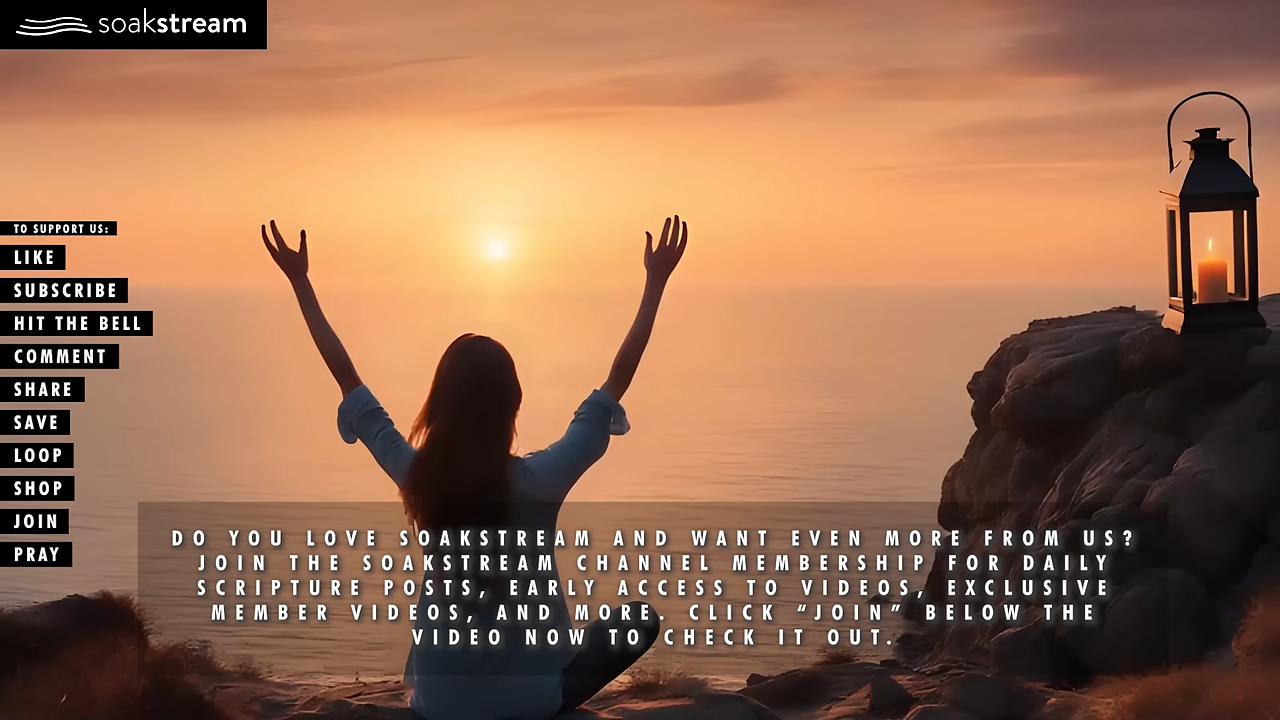 soakstream
TO SUPPORT US:
LIKE
SUBSCRIBE
HIT THE BELL
COMMENT
SHARE
SAVE
LOOP
SHOP
JOIN
PRAY
DO YOU LOVE SOAKSTREAM AND WANT EVEN MORE FROM US?
JOIN THE SOAKSTREAM CHANNEL MEMBERSHIP FOR DAILY
SCRIPTURE POSTS, EARLY ACCESS TO VIDEOS, EXCLUSIVE
MEMBER VIDEOS, AND MORE. CLICK “JOIN” BELOW THE
VIDEO NOW TO CHECK IT OUT.